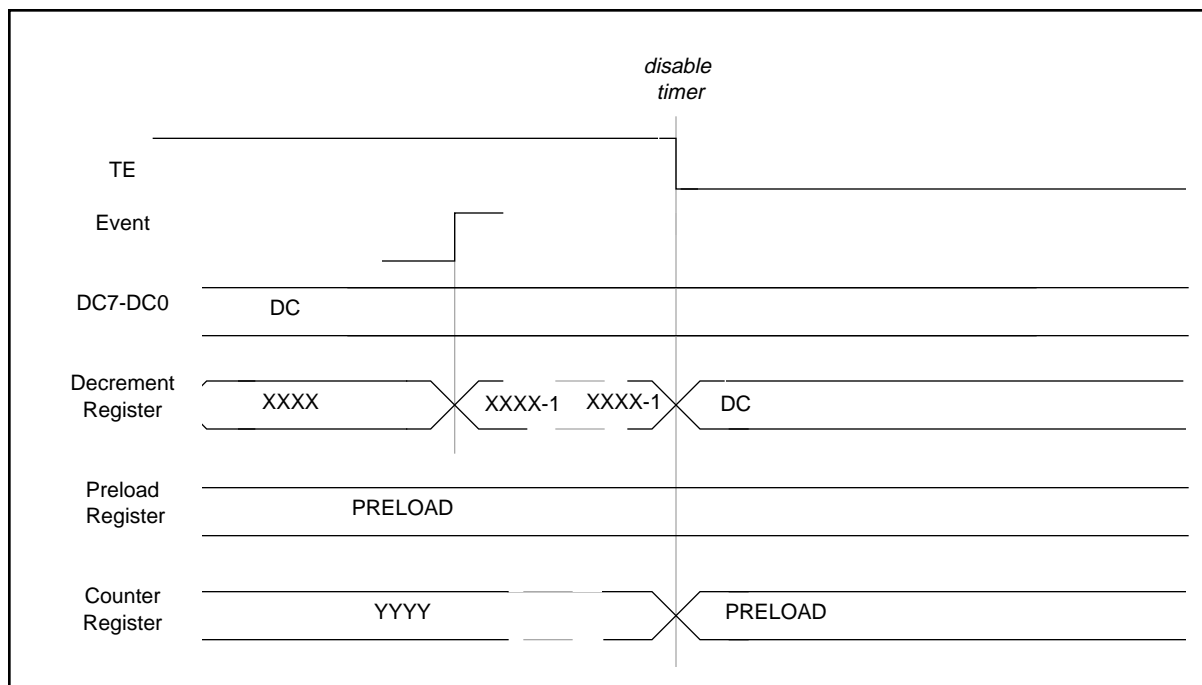 disable
timer
TE
Event
DC7-DC0
DC
Decrement
Register
XXXX
XXXX-1
XXXX-1
DC
Preload
Register
PRELOAD
Counter
Register
YYYY
PRELOAD